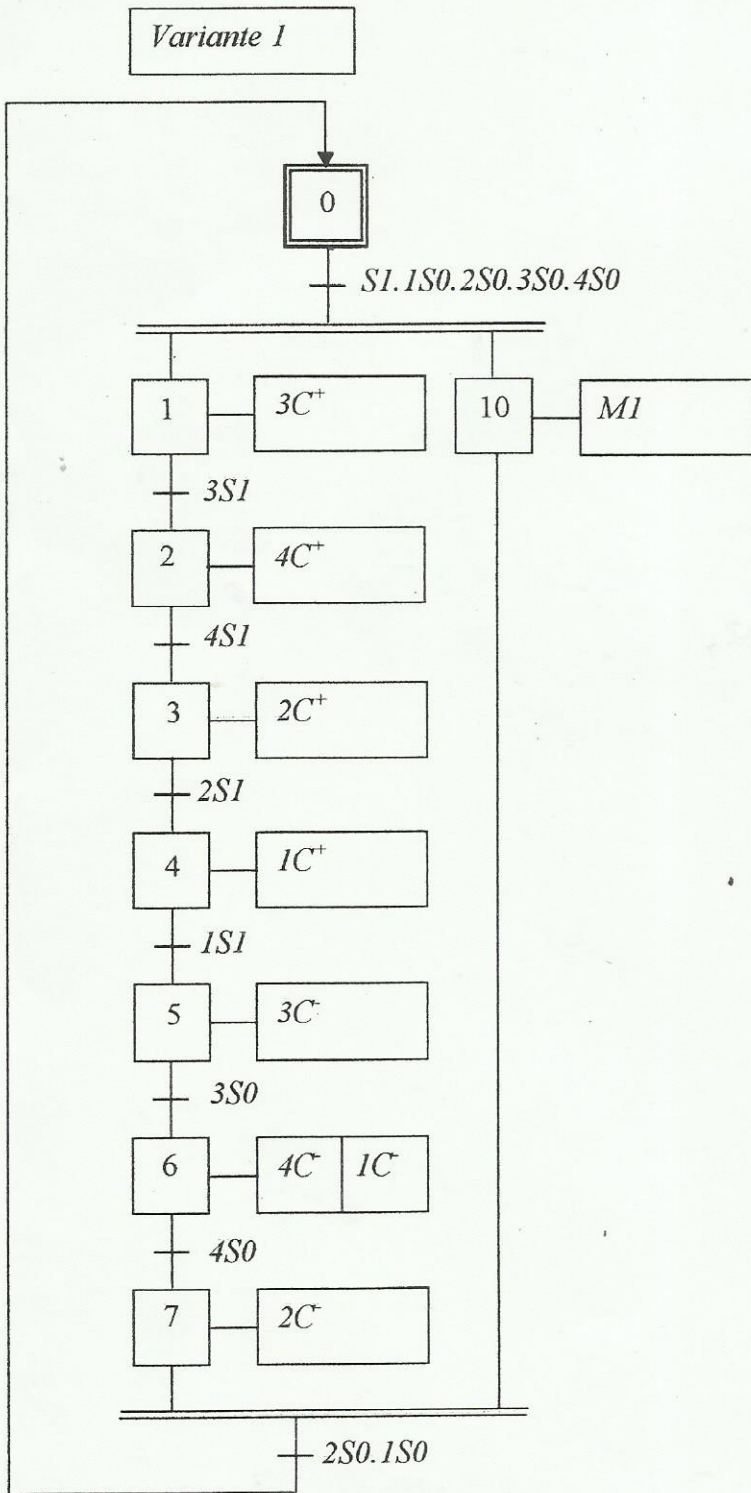 Variante 1
0
S1.1S0.2S0.3S0.4S0
1
3C⁺
10
M1
3S1
2
4C⁺
4S1
3
2C⁺
2S1
4
1C⁺
1S1
5
3C⁻
3S0
6
4C⁻
1C⁻
4S0
7
2C⁻
2S0.1S0